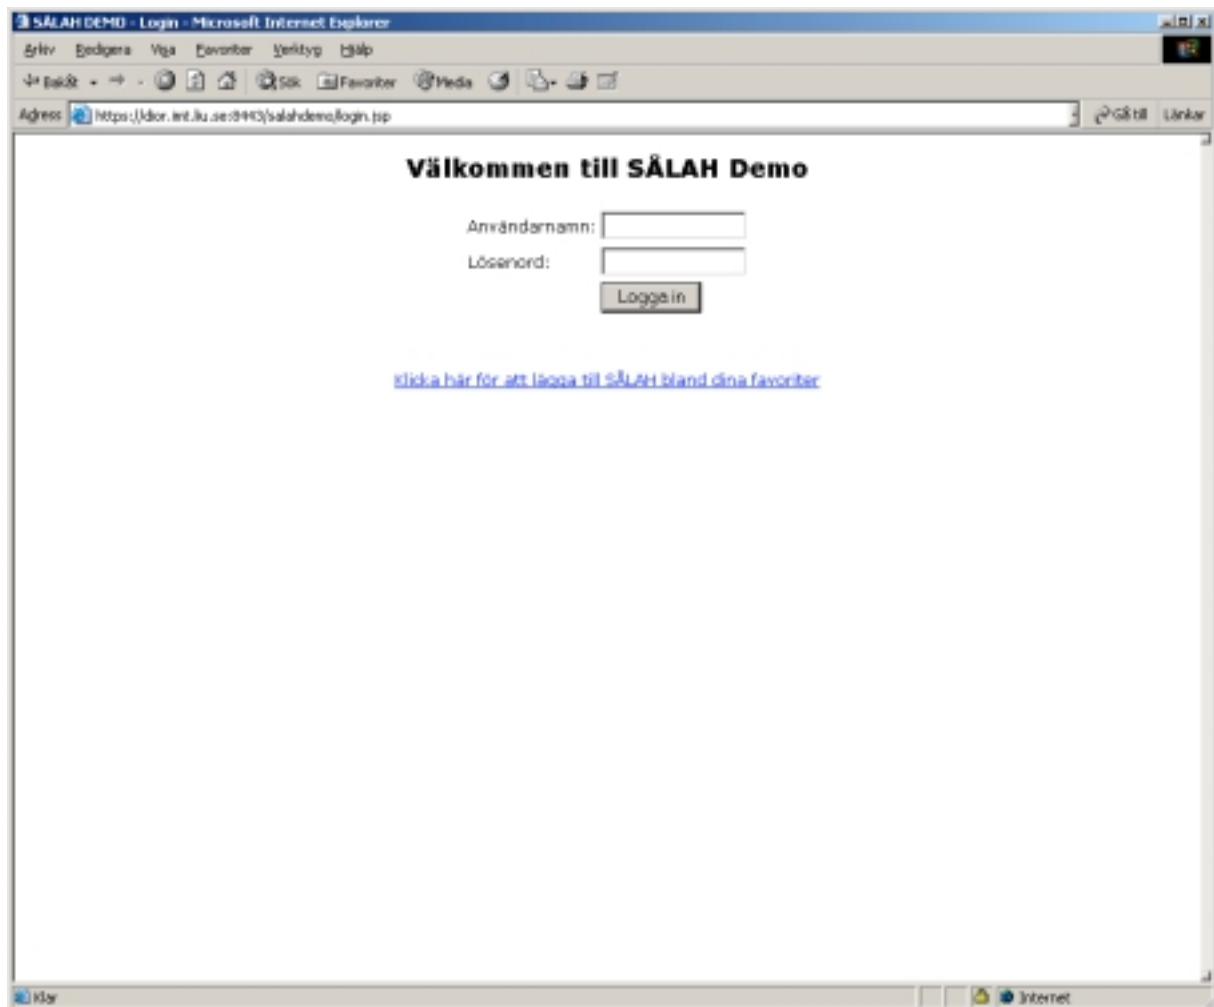 SÅLAH DEMO - Login - Microsoft Internet Explorer
Arkiv Redigera Visa Favoriter Verktyg Hjälp
Bakåt Sök Favoriter Media
Adress https://dior.imt.liu.se:8443/salahdemo/login.jsp Gå till Länkar
Välkommen till SÅLAH Demo
Användarnamn:
Lösenord:
Logga in
Klicka här för att lägga till SÅLAH bland dina favoriter
Klar Internet